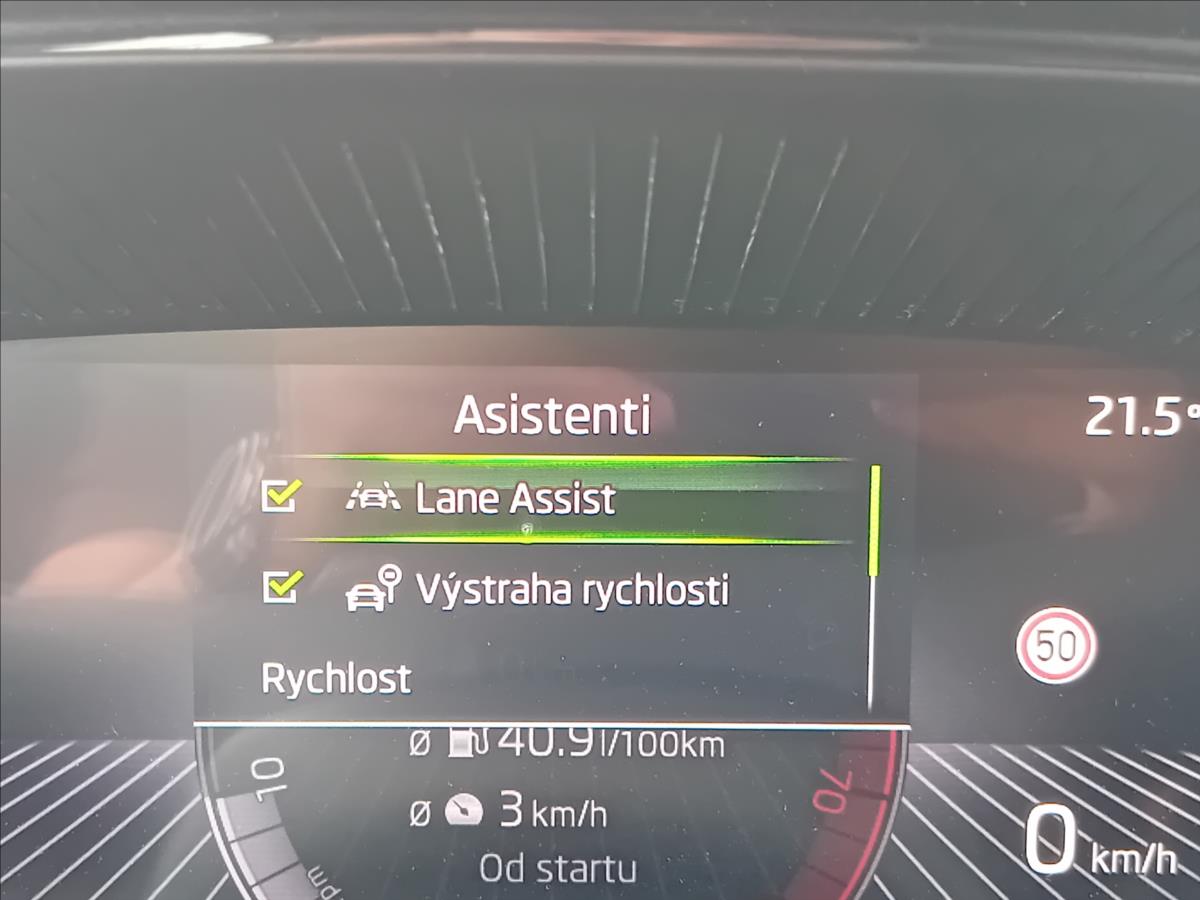 Asistenti
21.5°
Lane Assist
Výstraha rychlosti
50
Rychlost
Ø 40.9 l/100km
10
70
Ø 3 km/h
0 km/h
Od startu